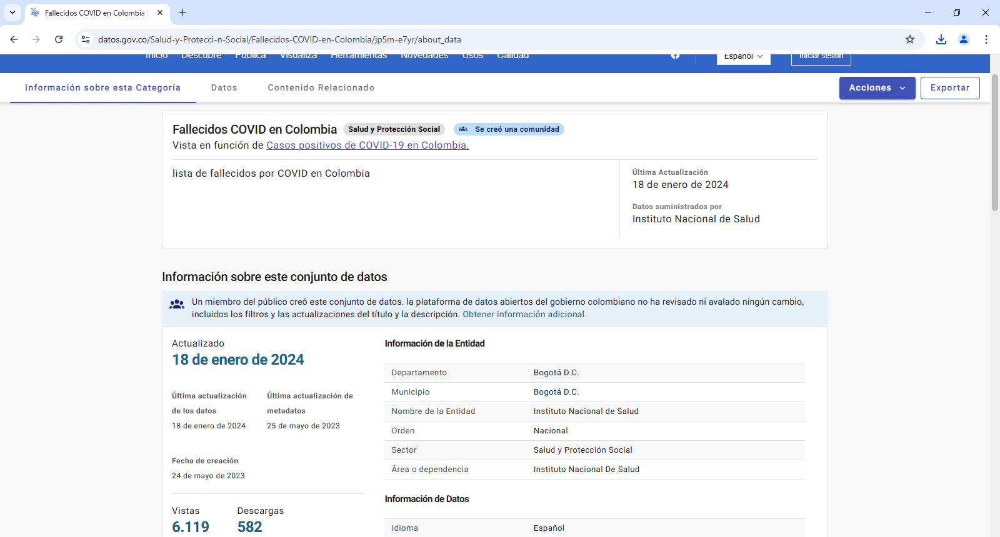 Fallecidos COVID en Colombia
datos.gov.co/Salud-y-Protecci-n-Social/Fallecidos-COVID-en-Colombia/jp5m-e7yr/about_data
Inicio Descubre Publica Visualiza Herramientas Novedades Usos Calidad Español Iniciar sesión
Información sobre esta Categoría Datos Contenido Relacionado Acciones Exportar
Fallecidos COVID en Colombia Salud y Protección Social Se creó una comunidad
Vista en función de Casos positivos de COVID-19 en Colombia.
lista de fallecidos por COVID en Colombia
Última Actualización
18 de enero de 2024
Datos suministrados por
Instituto Nacional de Salud
Información sobre este conjunto de datos
Un miembro del público creó este conjunto de datos. la plataforma de datos abiertos del gobierno colombiano no ha revisado ni avalado ningún cambio,
incluidos los filtros y las actualizaciones del título y la descripción. Obtener información adicional.
Actualizado
18 de enero de 2024
Última actualización
de los datos
18 de enero de 2024
Última actualización de
metadatos
25 de mayo de 2023
Fecha de creación
24 de mayo de 2023
Vistas Descargas
6.119 582
Información de la Entidad
Departamento Bogotá D.C.
Municipio Bogotá D.C.
Nombre de la Entidad Instituto Nacional de Salud
Orden Nacional
Sector Salud y Protección Social
Área o dependencia Instituto Nacional De Salud
Información de Datos
Idioma Español